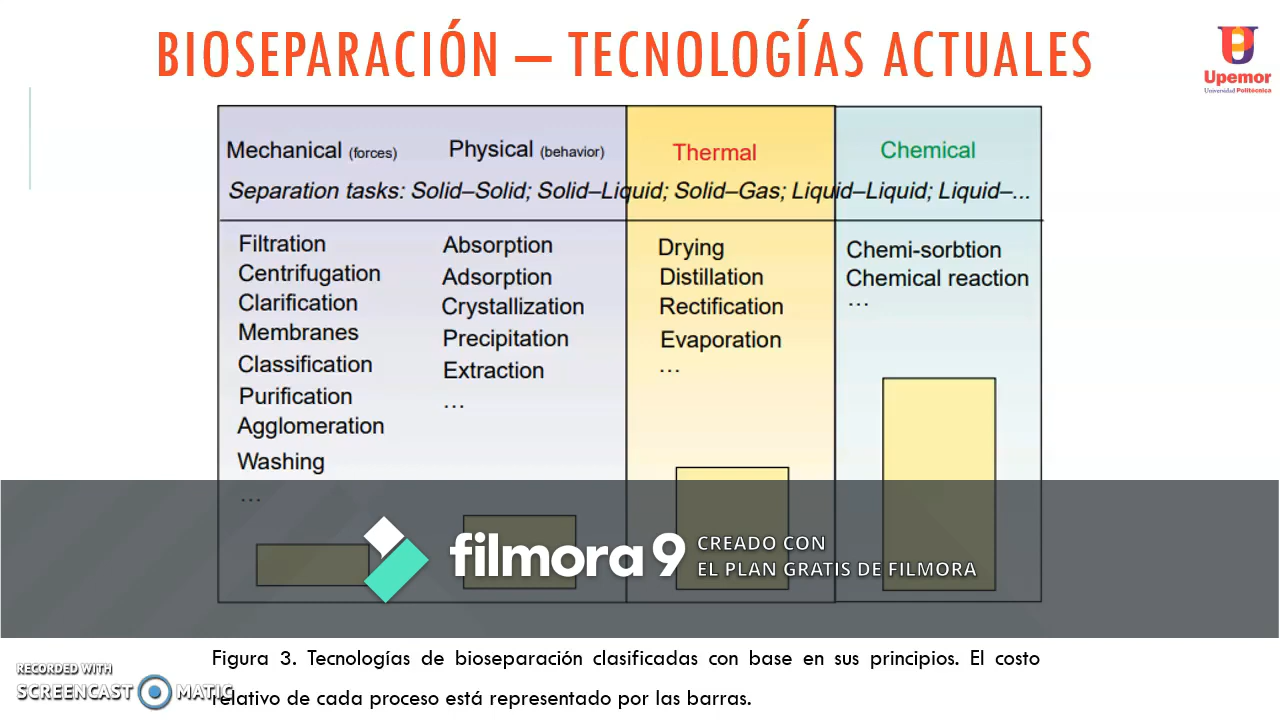 BIOSEPARACIÓN – TECNOLOGÍAS ACTUALES
Upemor
Universidad Politécnica
Mechanical (forces) Physical (behavior) Thermal Chemical
Separation tasks: Solid–Solid; Solid–Liquid; Solid–Gas; Liquid–Liquid; Liquid–...
Filtration
Centrifugation
Clarification
Membranes
Classification
Purification
Agglomeration
Washing
...
Absorption
Adsorption
Crystallization
Precipitation
Extraction
...
Drying
Distillation
Rectification
Evaporation
...
Chemi-sorbtion
Chemical reaction
...
filmora 9
CREADO CON
EL PLAN GRATIS DE FILMORA
Figura 3. Tecnologías de bioseparación clasificadas con base en sus principios. El costo
relativo de cada proceso está representado por las barras.
RECORDED WITH
SCREENCAST MATIC